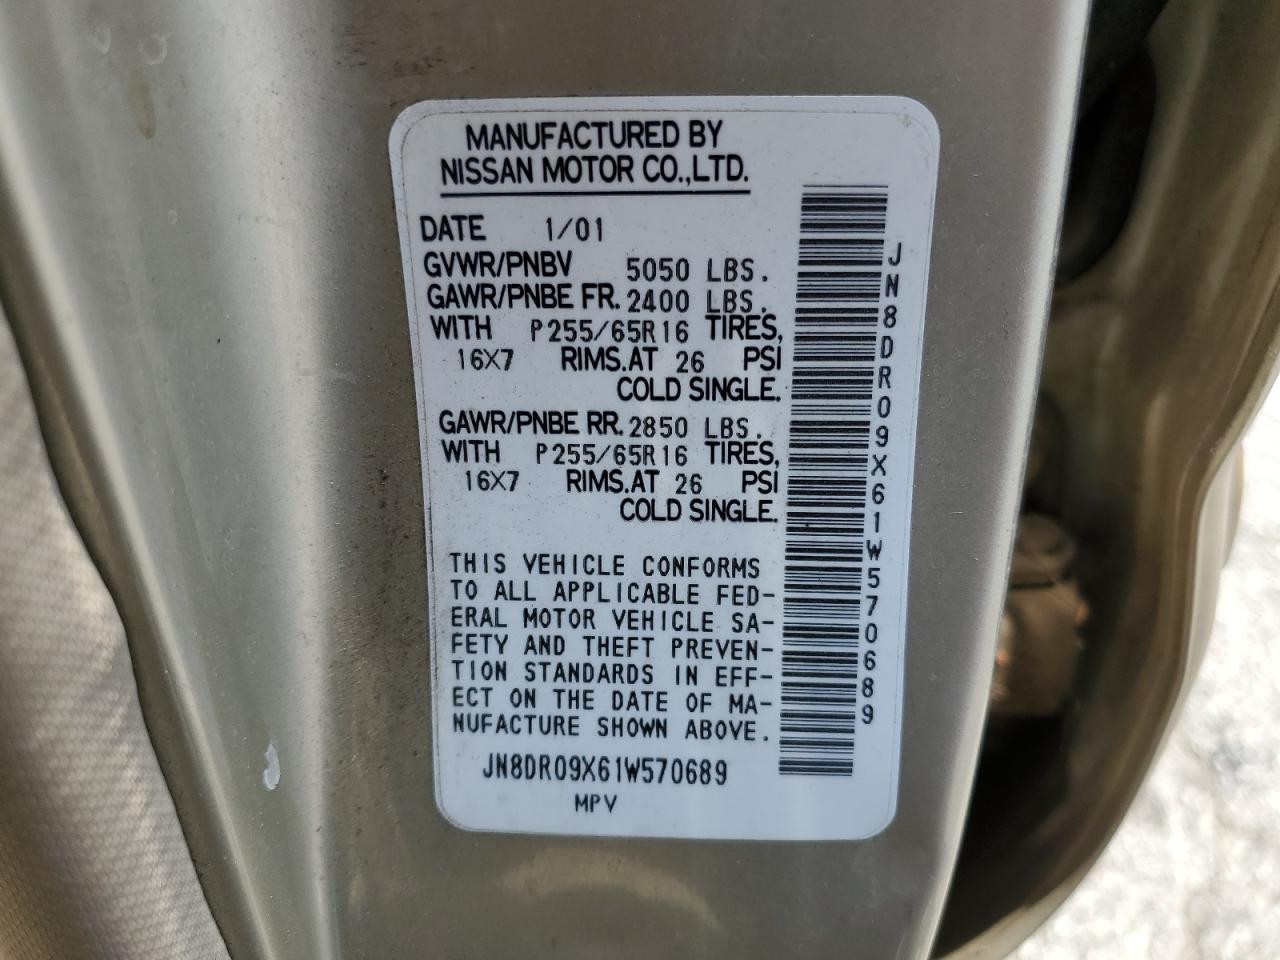 MANUFACTURED BY
NISSAN MOTOR CO.,LTD.
DATE 1/01
GVWR/PNBV 5050 LBS.
GAWR/PNBE FR. 2400 LBS.
WITH P255/65R16 TIRES,
16X7 RIMS.AT 26 PSI
COLD SINGLE.
GAWR/PNBE RR. 2850 LBS.
WITH P255/65R16 TIRES,
16X7 RIMS.AT 26 PSI
COLD SINGLE.
THIS VEHICLE CONFORMS
TO ALL APPLICABLE FED-
ERAL MOTOR VEHICLE SA-
FETY AND THEFT PREVEN-
TION STANDARDS IN EFF-
ECT ON THE DATE OF MA-
NUFACTURE SHOWN ABOVE.
JN8DR09X61W570689
MPV
JN8DR09X61W570689